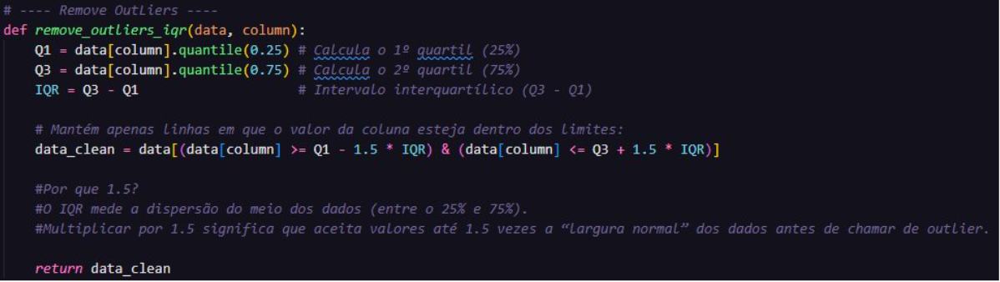 # ---- Remove OutLiers ----
def remove_outliers_iqr(data, column):
    Q1 = data[column].quantile(0.25) # Calcula o 1º quartil (25%)
    Q3 = data[column].quantile(0.75) # Calcula o 2º quartil (75%)
    IQR = Q3 - Q1                    # Intervalo interquartílico (Q3 - Q1)

    # Mantém apenas linhas em que o valor da coluna esteja dentro dos limites:
    data_clean = data[(data[column] >= Q1 - 1.5 * IQR) & (data[column] <= Q3 + 1.5 * IQR)]

    #Por que 1.5?
    #O IQR mede a dispersão do meio dos dados (entre o 25% e 75%).
    #Multiplicar por 1.5 significa que aceita valores até 1.5 vezes a “largura normal” dos dados antes de chamar de outlier.

    return data_clean